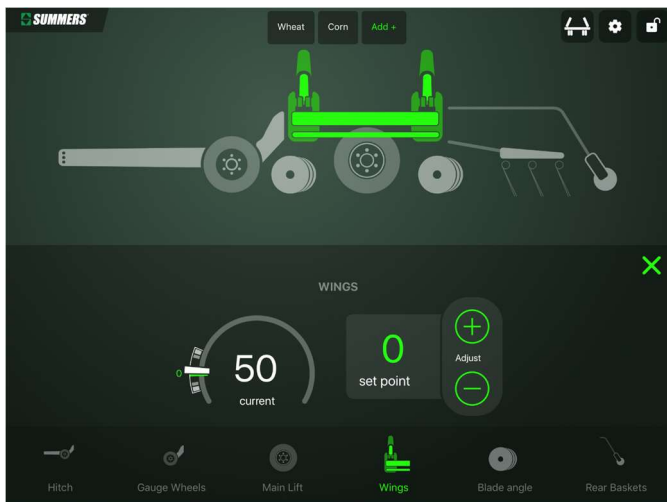 SUMMERS
Wheat Corn Add +
WINGS
0
50
current
0
set point
Adjust
Hitch Gauge Wheels Main Lift Wings Blade angle Rear Baskets